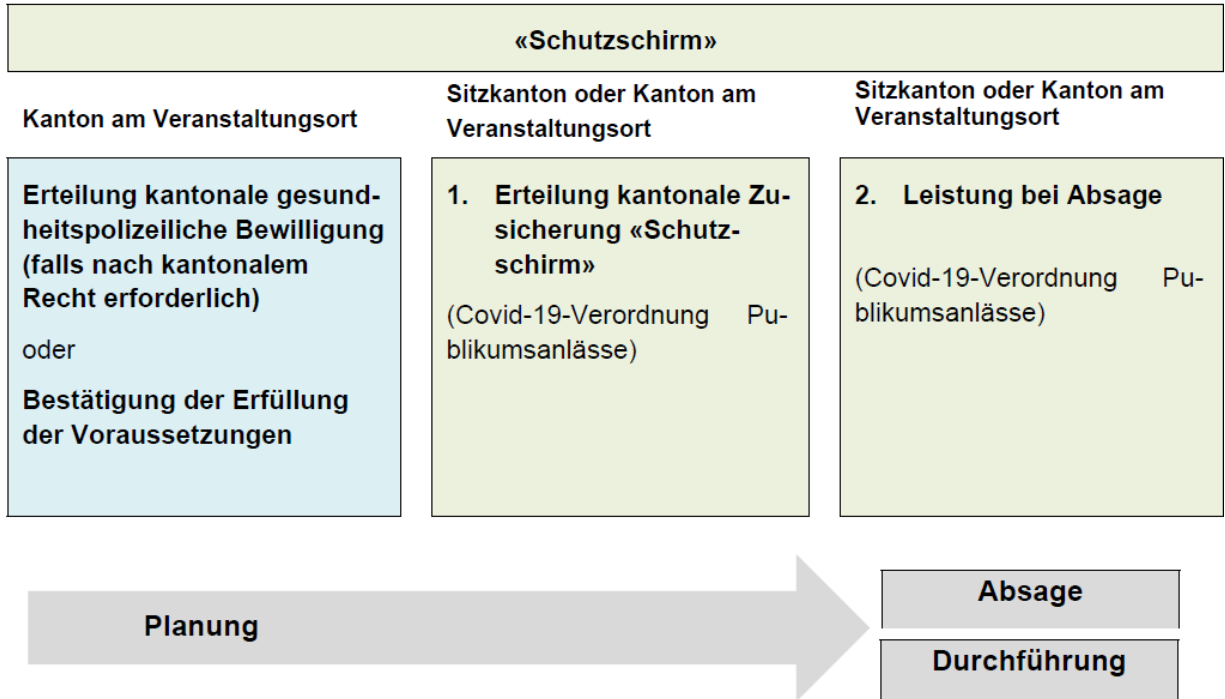 «Schutzschirm»
Kanton am Veranstaltungsort
Sitzkanton oder Kanton am
Veranstaltungsort
Sitzkanton oder Kanton am
Veranstaltungsort
Erteilung kantonale gesund-
heitspolizeiliche Bewilligung
(falls nach kantonalem
Recht erforderlich)
oder
Bestätigung der Erfüllung
der Voraussetzungen
1. Erteilung kantonale Zu-
sicherung «Schutz-
schirm»
(Covid-19-Verordnung Pu-
blikumsanlässe)
2. Leistung bei Absage
(Covid-19-Verordnung Pu-
blikumsanlässe)
Planung
Absage
Durchführung